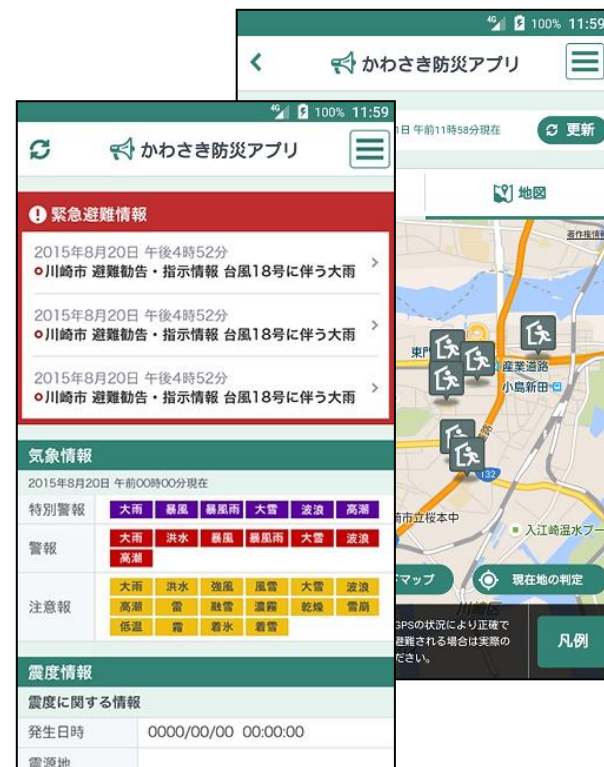 4G 100% 11:59
かわさき防災アプリ
1日 午前11時58分現在
更新
地図
著作権情報
東門
産業道路
小島新田
132
市立桜本中
入江崎温水プー
マップ
現在地の判定
川崎区
GPSの状況により正確で
避難される場合は実際の
ださい。
凡例
4G 100% 11:59
かわさき防災アプリ
緊急避難情報
2015年8月20日 午後4時52分
川崎市 避難勧告・指示情報 台風18号に伴う大雨
2015年8月20日 午後4時52分
川崎市 避難勧告・指示情報 台風18号に伴う大雨
2015年8月20日 午後4時52分
川崎市 避難勧告・指示情報 台風18号に伴う大雨
気象情報
2015年8月20日 午前00時00分現在
特別警報 大雨 暴風 暴風雨 大雪 波浪 高潮
警報 大雨 洪水 暴風 暴風雨 大雪 波浪
高潮
注意報 大雨 洪水 強風 風雪 大雪 波浪
高潮 雷 融雪 濃霧 乾燥 雪崩
低温 霜 着氷 着雪
震度情報
震度に関する情報
発生日時 0000/00/00 00:00:00
震源地